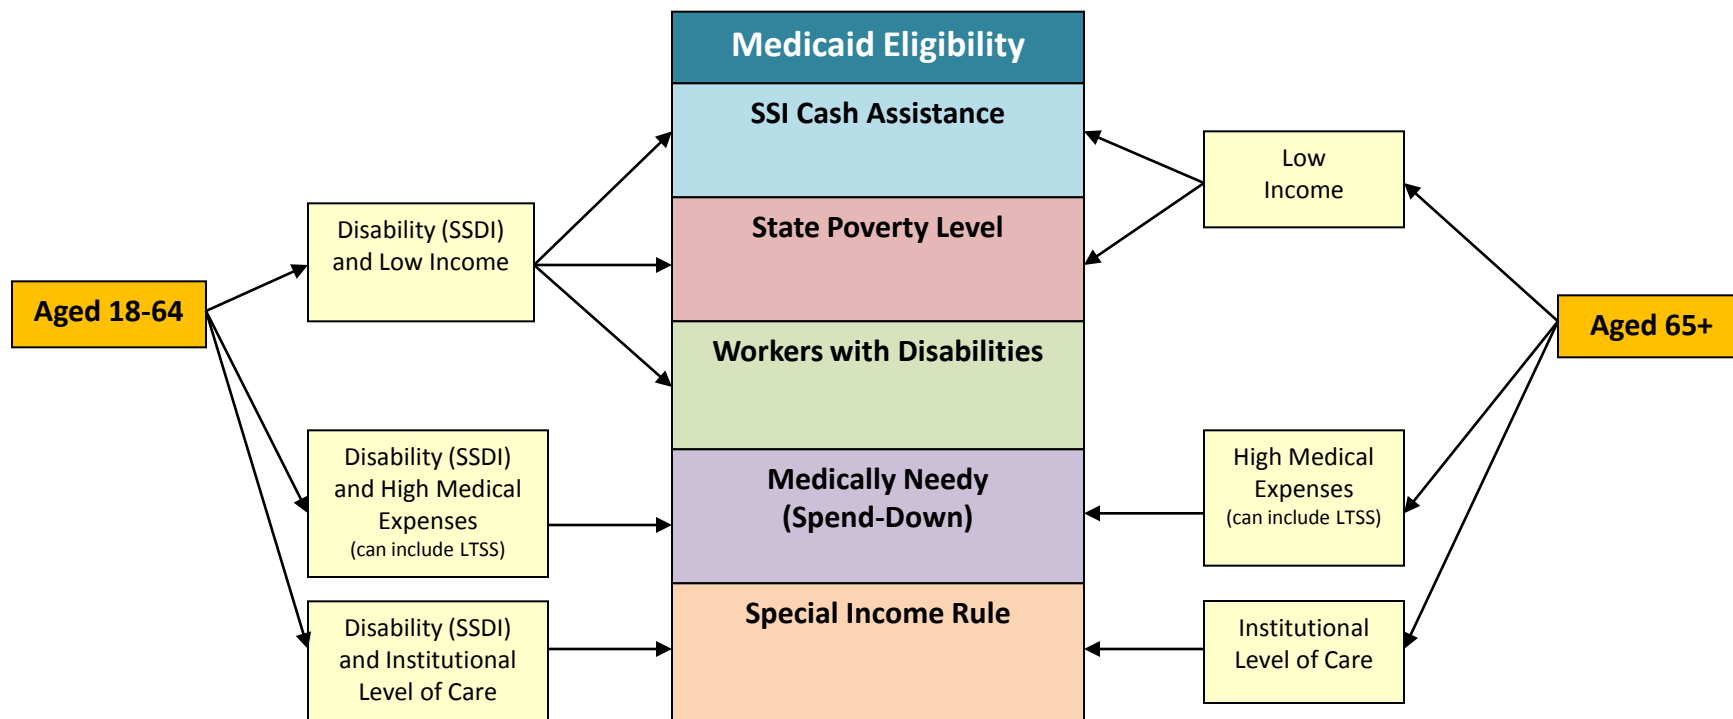 Medicaid Eligibility
SSI Cash Assistance
State Poverty Level
Workers with Disabilities
Medically Needy
(Spend-Down)
Special Income Rule
Aged 18-64
Disability (SSDI)
and Low Income
Disability (SSDI)
and High Medical
Expenses
(can include LTSS)
Disability (SSDI)
and Institutional
Level of Care
Low
Income
High Medical
Expenses
(can include LTSS)
Institutional
Level of Care
Aged 65+